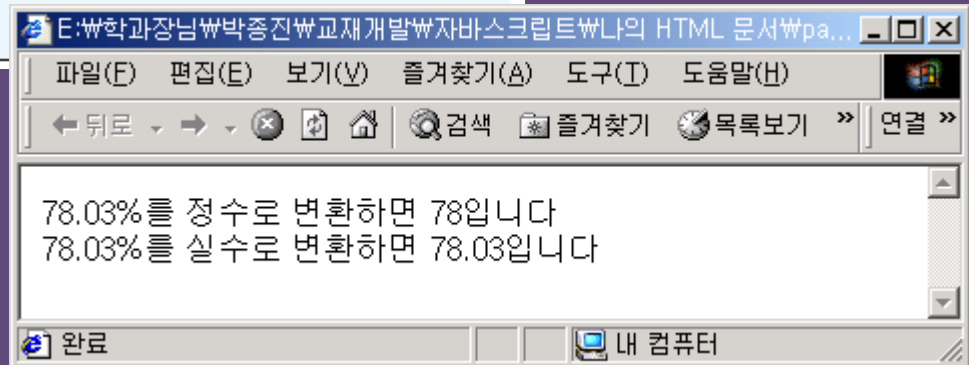 E:₩학과장님₩박종진₩교재개발₩자바스크립트₩나의 HTML 문서₩pa...
파일(F) 편집(E) 보기(V) 즐겨찾기(A) 도구(T) 도움말(H)
뒤로 검색 즐겨찾기 목록보기 » 연결 »
78.03%를 정수로 변환하면 78입니다
78.03%를 실수로 변환하면 78.03입니다
완료 내 컴퓨터